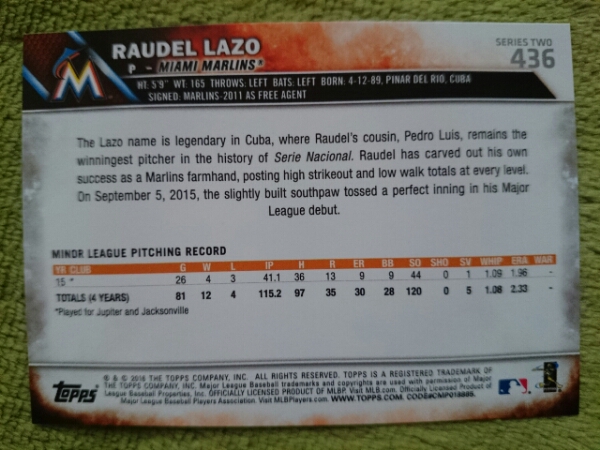 RAUDEL LAZO
SERIES TWO
436
P - MIAMI MARLINS®
HT: 5'9" WT: 165 THROWS: LEFT BATS: LEFT BORN: 4-12-89, PINAR DEL RIO, CUBA
SIGNED: MARLINS-2011 AS FREE AGENT
The Lazo name is legendary in Cuba, where Raudel's cousin, Pedro Luis, remains the
winningest pitcher in the history of Serie Nacional. Raudel has carved out his own
success as a Marlins farmhand, posting high strikeout and low walk totals at every level.
On September 5, 2015, the slightly built southpaw tossed a perfect inning in his Major
League debut.
MINOR LEAGUE PITCHING RECORD
YR CLUB G W L IP H R ER BB SO SHO SV WHIP ERA WAR
15 * 26 4 3 41.1 36 13 9 9 44 0 1 1.09 1.96 -
TOTALS (4 YEARS) 81 12 4 115.2 97 35 30 28 120 0 5 1.08 2.33 -
*Played for Jupiter and Jacksonville
Topps
® & © 2016 THE TOPPS COMPANY, INC. ALL RIGHTS RESERVED. TOPPS IS A REGISTERED TRADEMARK OF
THE TOPPS COMPANY, INC. Major League Baseball trademarks and copyrights are used with permission of Major
League Baseball Properties, Inc. OFFICIALLY LICENSED PRODUCT OF MLBP. Visit MLB.com. Officially Licensed Product of
Major League Baseball Players Association. Visit MLBPlayers.com. WWW.TOPPS.COM.